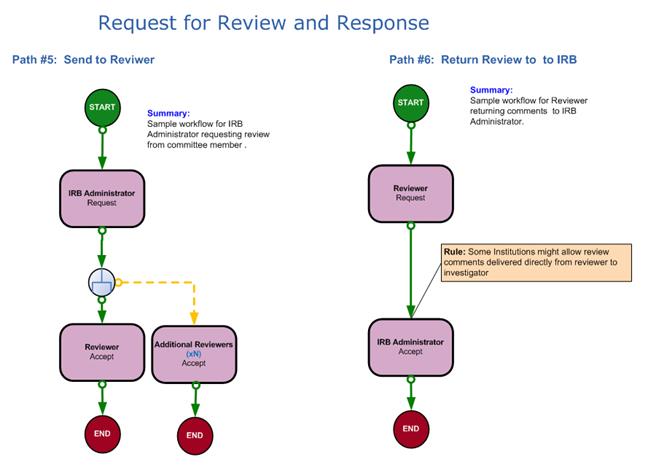 Request for Review and Response
Path #5: Send to Reviwer
START
Summary:
Sample workflow for IRB
Administrator requesting review
from committee member .
IRB Administrator
Request
Reviewer
Accept
Additional Reviewers
(xN)
Accept
END
END
Path #6: Return Review to to IRB
START
Summary:
Sample workflow for Reviewer
returning comments to IRB
Administrator.
Reviewer
Request
Rule: Some Institutions might allow review
comments delivered directly from reviewer to
investigator
IRB Administrator
Accept
END